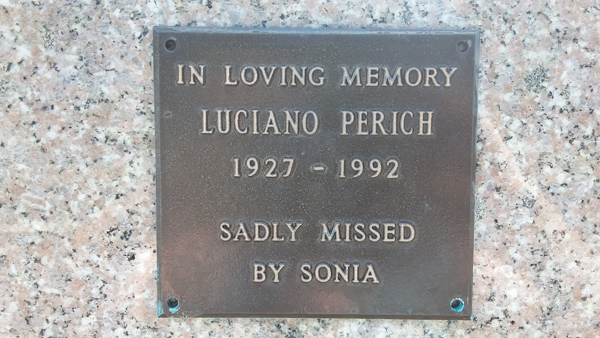 IN LOVING MEMORY
LUCIANO PERICH
1927 - 1992
SADLY MISSED
BY SONIA